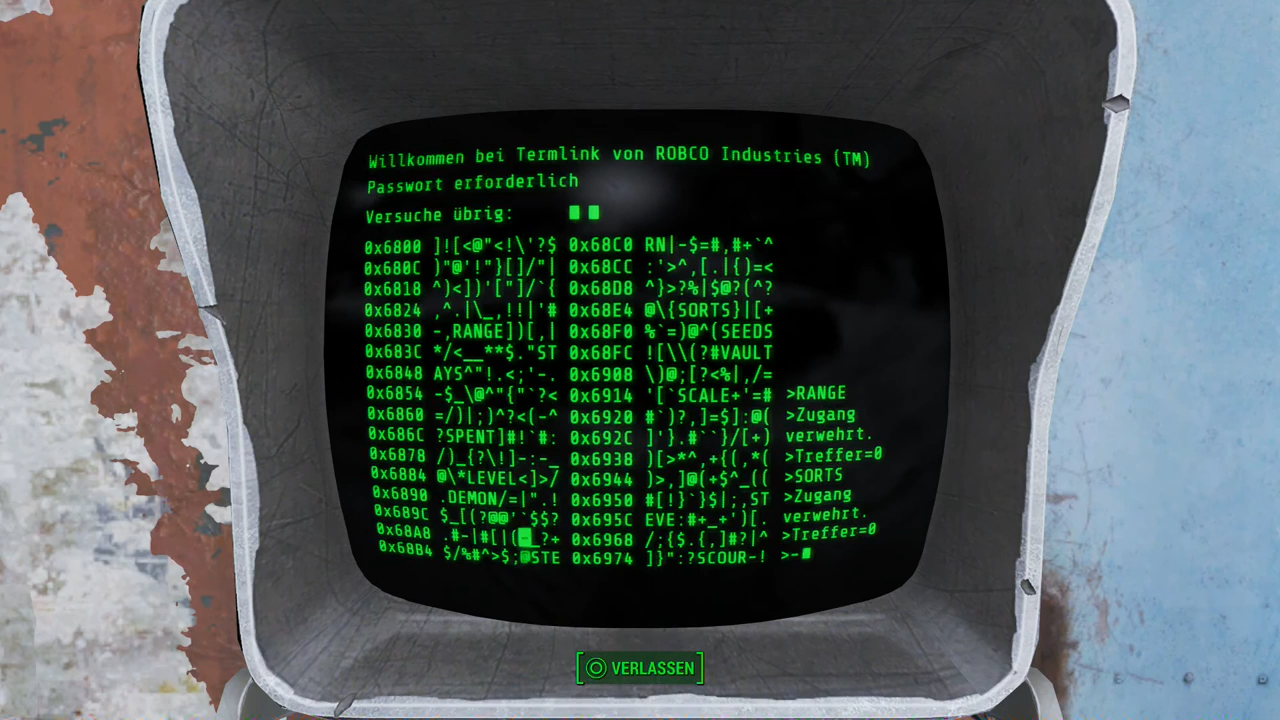 Willkommen bei Termlink von ROBCO Industries (TM)
Passwort erforderlich
Versuche übrig:
0x6800 ]![<@"<!\'?$ 0x68C0 RN|-$=#,#+`^
0x680C )"@'!"}[]/"| 0x68CC :'>^,[.|{)=<
0x6818 ^)<])'["]/`{ 0x68D8 ^}>?%|$@?(^?
0x6824 ,^.|\_,!!|'# 0x68E4 @\{SORTS}|[+
0x6830 -,RANGE])[,| 0x68F0 %`=)@^(SEEDS
0x683C */<__**$."ST 0x68FC ![\\(?#VAULT
0x6848 AYS^"!.<;'-. 0x6908 \)@;[?<%|,/=
0x6854 -$_\@^"{"`?< 0x6914 '[`SCALE+'=# >RANGE
0x6860 =/)|;)^?<(-^ 0x6920 #`)?,]=$]:@( >Zugang
0x686C ?SPENT]#!`#: 0x692C ]'}.#``}/[+) verwehrt.
0x6878 /)_{?\!]-:-_ 0x6938 )[>*^,+{(,*( >Treffer=0
0x6884 @\*LEVEL<]>/ 0x6944 )>,]@(+$^_(( >SORTS
0x6890 .DEMON/=|".! 0x6950 #[!}`}$|;,ST >Zugang
0x689C $_[(?@@'`$$? 0x695C EVE:#+_+')[. verwehrt.
0x68A8 .#-|#[|(-_?+ 0x6968 /;{$.{,]#?|^ >Treffer=0
0x68B4 $/%#^>$;@STE 0x6974 ]}":?SCOUR-! >-
VERLASSEN